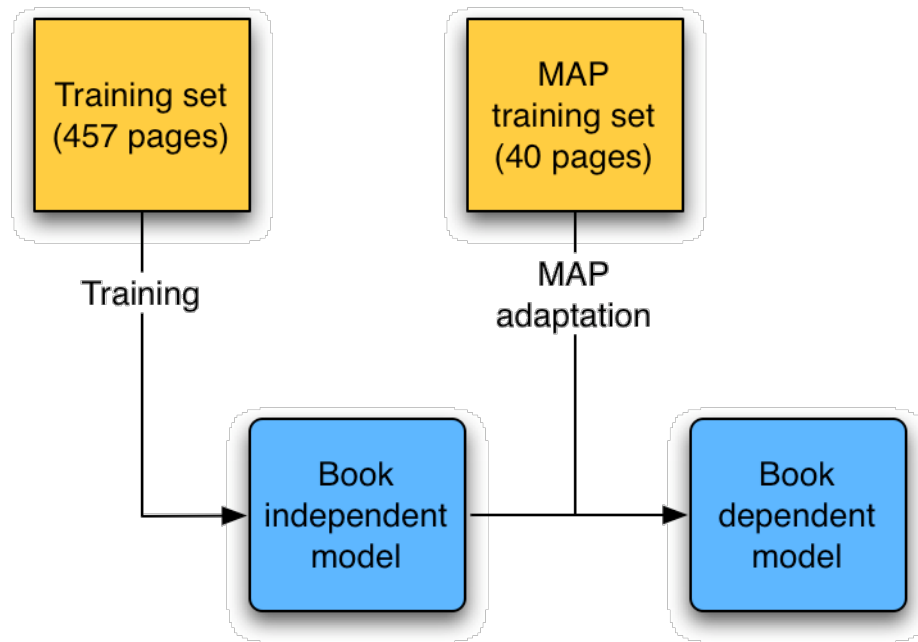 Training set
(457 pages)
MAP
training set
(40 pages)
Training
MAP
adaptation
Book
independent
model
Book
dependent
model